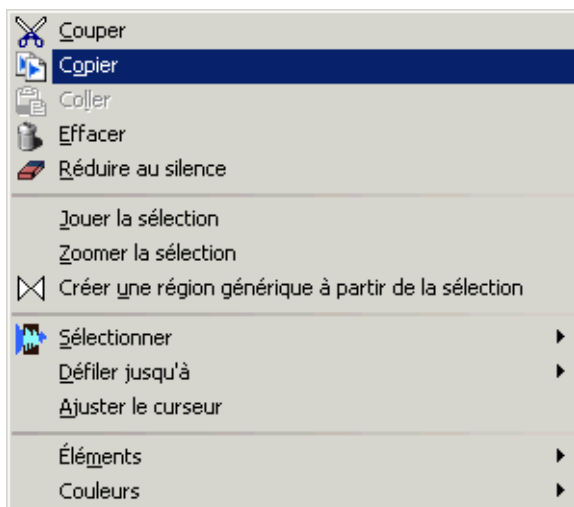 Couper
Copier
Coller
Effacer
Réduire au silence
Jouer la sélection
Zoomer la sélection
Créer une région générique à partir de la sélection
Sélectionner
Défiler jusqu'à
Ajuster le curseur
Éléments
Couleurs